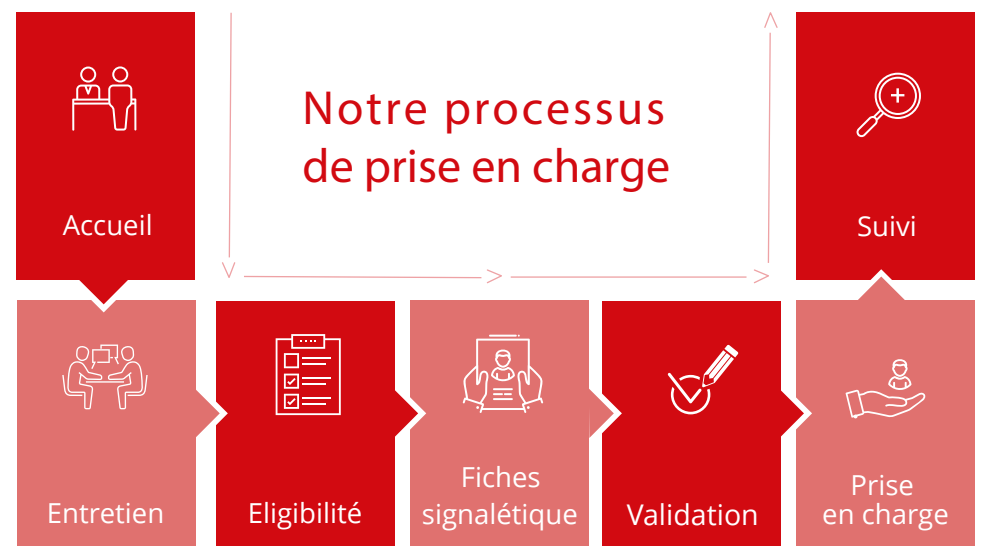 Notre processus
de prise en charge
Accueil
Entretien
Eligibilité
Fiches
signalétique
Validation
Prise
en charge
Suivi